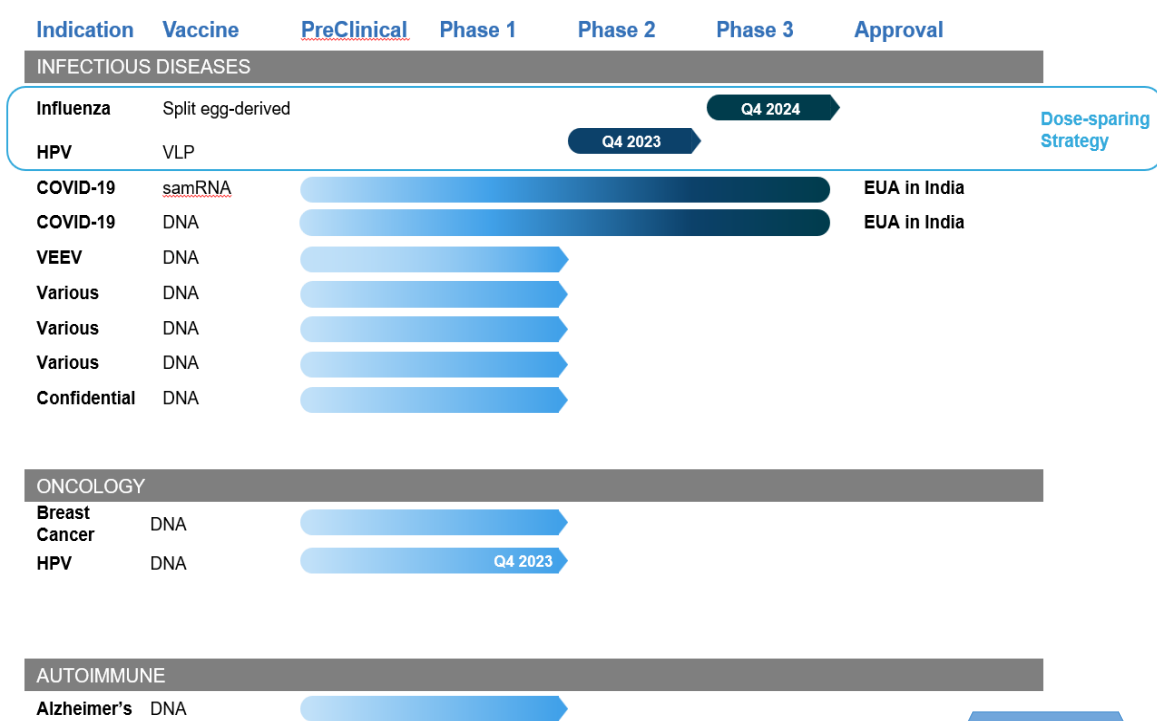 Indication Vaccine PreClinical Phase 1 Phase 2 Phase 3 Approval
INFECTIOUS DISEASES
Influenza Split egg-derived Q4 2024
Dose-sparing
Strategy
HPV VLP Q4 2023
COVID-19 samRNA EUA in India
COVID-19 DNA EUA in India
VEEV DNA
Various DNA
Various DNA
Various DNA
Confidential DNA
ONCOLOGY
Breast
Cancer DNA
HPV DNA Q4 2023
AUTOIMMUNE
Alzheimer's DNA